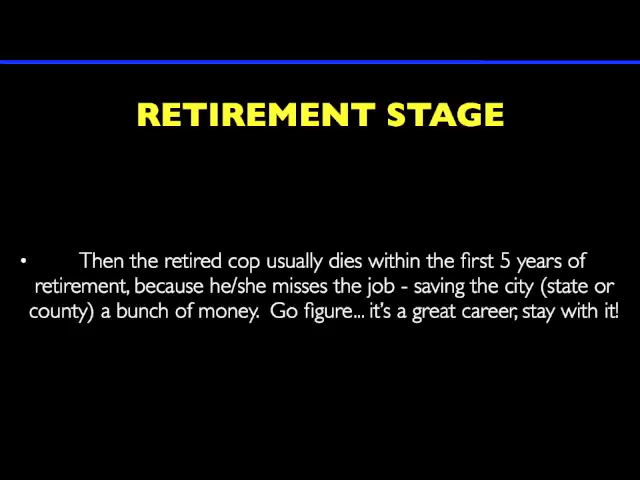 RETIREMENT STAGE
• Then the retired cop usually dies within the first 5 years of
retirement, because he/she misses the job - saving the city (state or
county) a bunch of money. Go figure... it's a great career, stay with it!